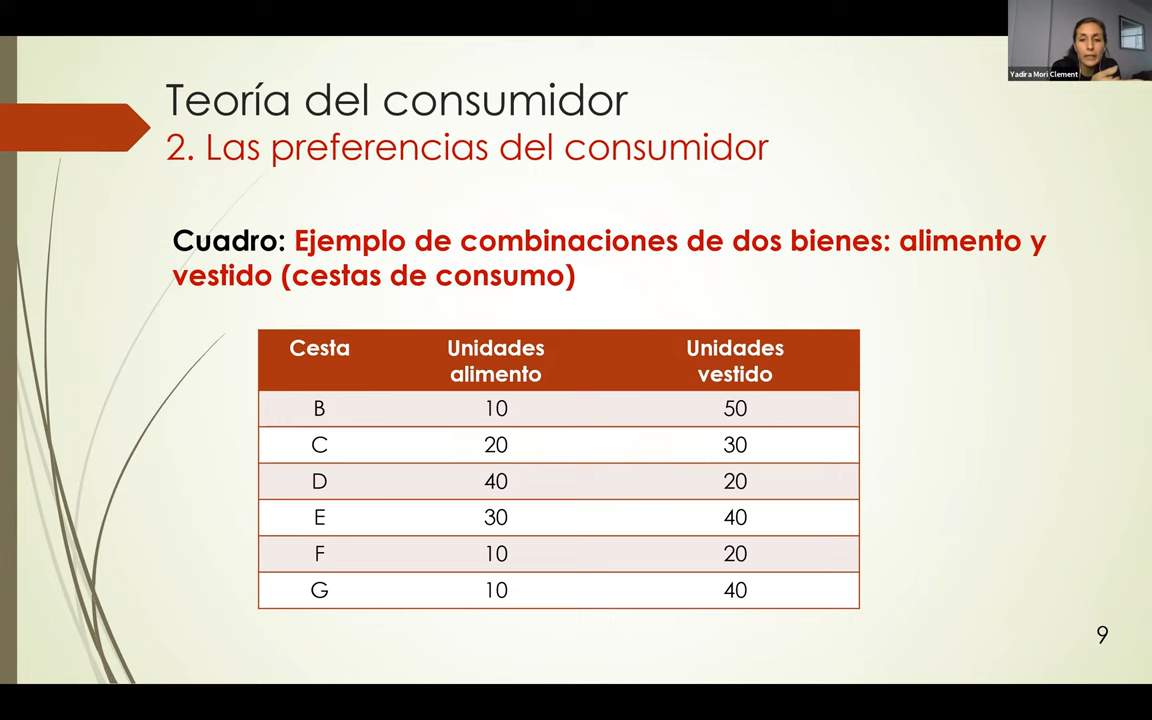 Yadira Mori Clement
Teoría del consumidor
2. Las preferencias del consumidor
Cuadro: Ejemplo de combinaciones de dos bienes: alimento y
vestido (cestas de consumo)
Cesta Unidades alimento Unidades vestido
B 10 50
C 20 30
D 40 20
E 30 40
F 10 20
G 10 40
9